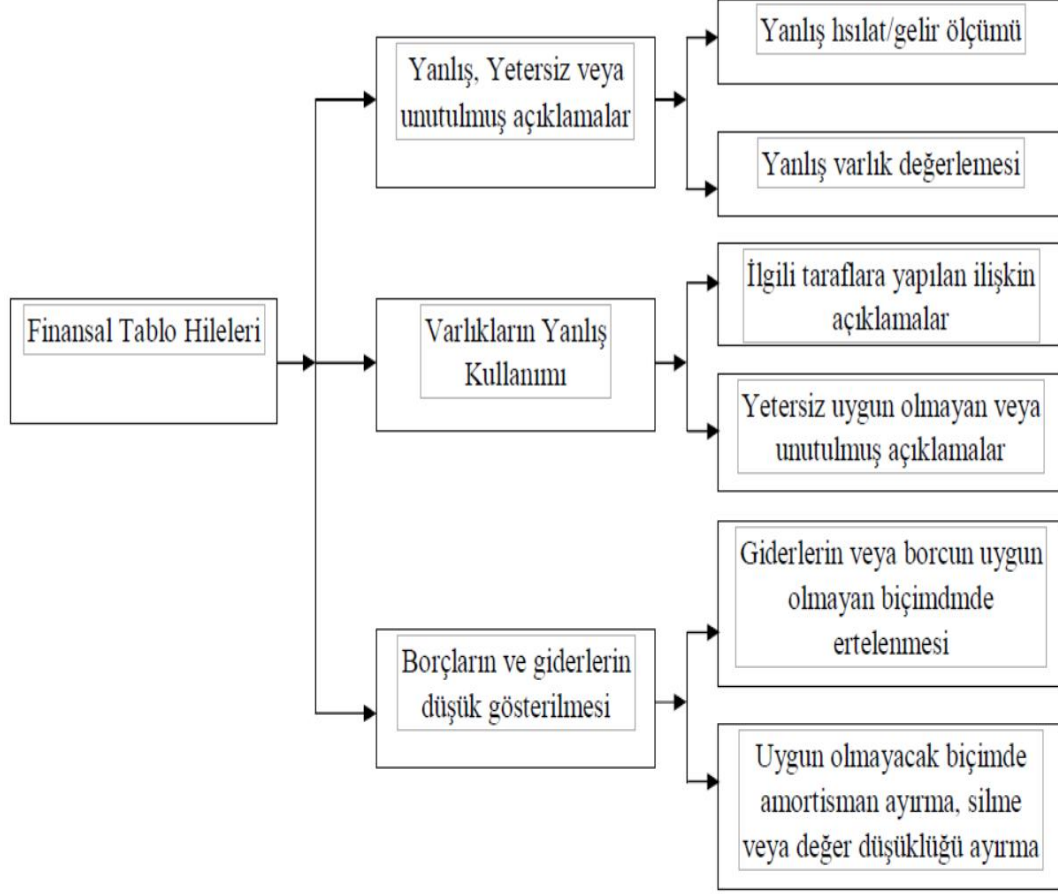 Finansal Tablo Hileleri
Yanlış, Yetersiz veya
unutulmuş açıklamalar
Yanlış hsılat/gelir ölçümü
Yanlış varlık değerlemesi
Varlıkların Yanlış
Kullanımı
İlgili taraflara yapılan ilişkin
açıklamalar
Yetersiz uygun olmayan veya
unutulmuş açıklamalar
Borçların ve giderlerin
düşük gösterilmesi
Giderlerin veya borcun uygun
olmayan biçimdmde
ertelenmesi
Uygun olmayacak biçimde
amortisman ayırma, silme
veya değer düşüklüğü ayırma